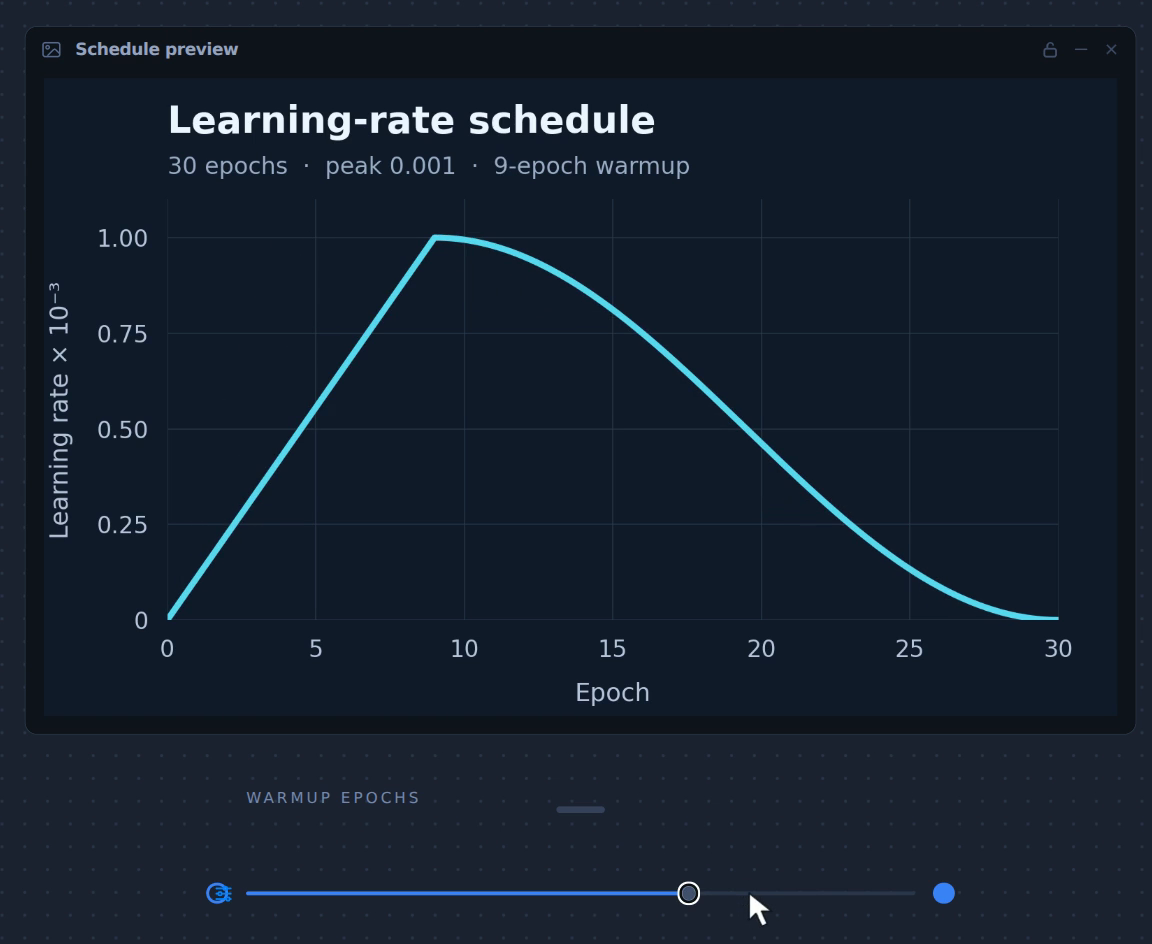 Schedule preview
Learning-rate schedule
30 epochs · peak 0.001 · 9-epoch warmup
Learning rate × 10⁻³
1.00
0.75
0.50
0.25
0
0 5 10 15 20 25 30
Epoch
WARMUP EPOCHS